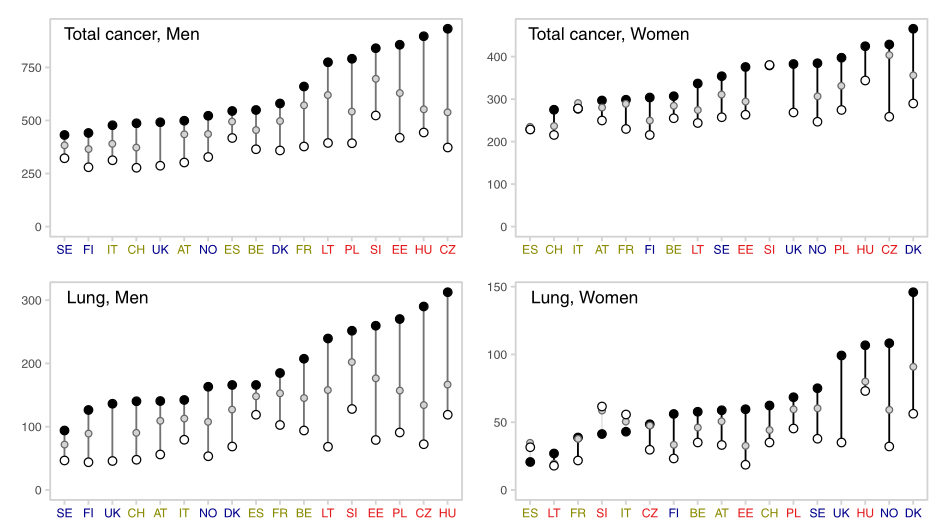 Total cancer, Men
750
500
250
0
SE FI IT CH UK AT NO ES BE DK FR LT PL SI EE HU CZ
Total cancer, Women
400
300
200
100
0
ES CH IT AT FR FI BE LT SE EE SI UK NO PL HU CZ DK
Lung, Men
300
200
100
0
SE FI UK CH AT IT NO DK ES FR BE LT SI EE PL CZ HU
Lung, Women
150
100
50
0
ES LT FR SI IT CZ FI BE AT EE CH PL SE UK HU NO DK